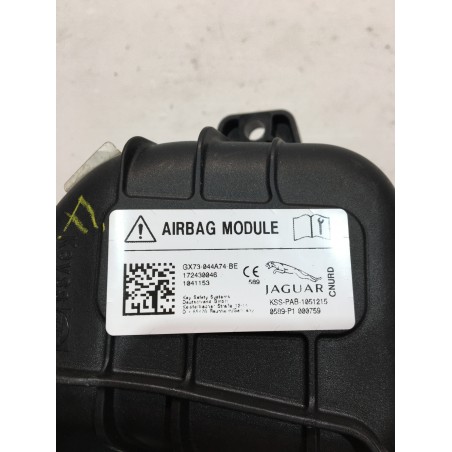 AIRBAG MODULE
GX73-044A74-BE
172430046
1041153
Key Safety Systems
Deutschland GmbH
CE
589
JAGUAR
CNURD
KSS-PAB-1051215
0589-P1 000759